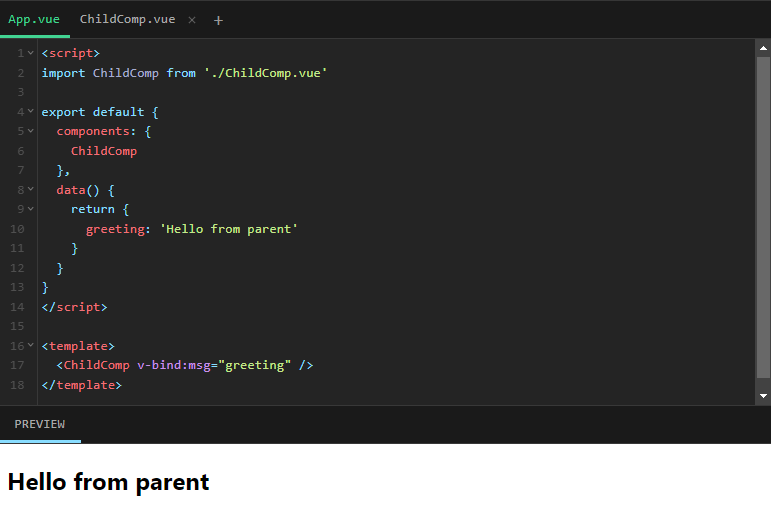 App.vue ChildComp.vue × +
1 <script>
2 import ChildComp from './ChildComp.vue'
3
4 export default {
5   components: {
6     ChildComp
7   },
8   data() {
9     return {
10       greeting: 'Hello from parent'
11     }
12   }
13 }
14 </script>
15
16 <template>
17   <ChildComp v-bind:msg="greeting" />
18 </template>
PREVIEW
Hello from parent